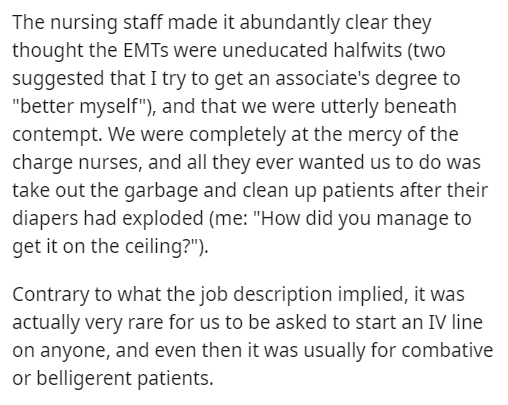 The nursing staff made it abundantly clear they
thought the EMTs were uneducated halfwits (two
suggested that I try to get an associate's degree to
"better myself"), and that we were utterly beneath
contempt. We were completely at the mercy of the
charge nurses, and all they ever wanted us to do was
take out the garbage and clean up patients after their
diapers had exploded (me: "How did you manage to
get it on the ceiling?").
Contrary to what the job description implied, it was
actually very rare for us to be asked to start an IV line
on anyone, and even then it was usually for combative
or belligerent patients.